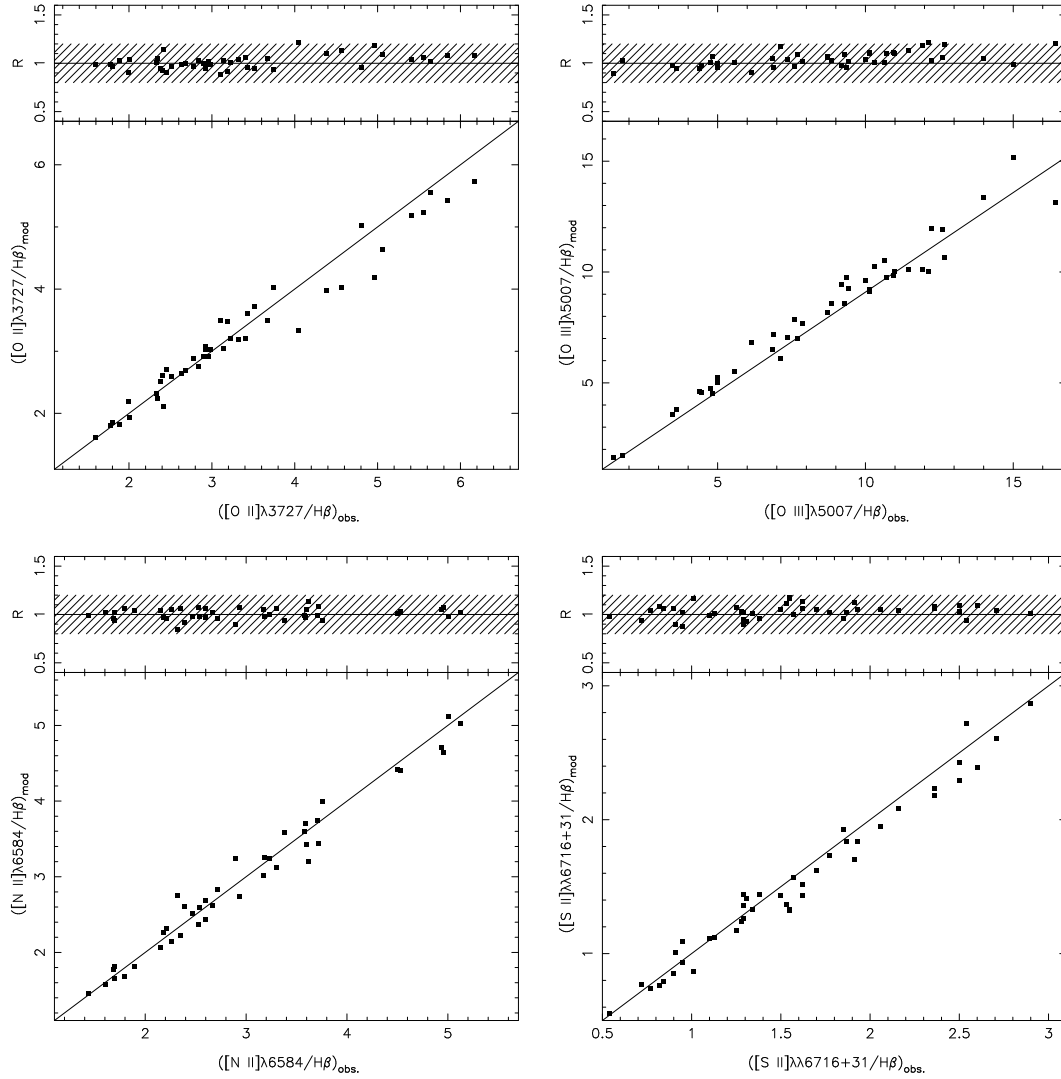 1.5
1
0.5
R
6
4
2
([O II]λ3727/Hβ)mod
2 3 4 5 6
([O II]λ3727/Hβ)obs.
1.5
1
0.5
R
15
10
5
([O III]λ5007/Hβ)mod
5 10 15
([O III]λ5007/Hβ)obs.
1.5
1
0.5
R
5
4
3
2
([N II]λ6584/Hβ)mod
2 3 4 5
([N II]λ6584/Hβ)obs.
1.5
1
0.5
R
3
2
1
([S II]λλ6716+31/Hβ)mod
0.5 1 1.5 2 2.5 3
([S II]λλ6716+31/Hβ)obs.